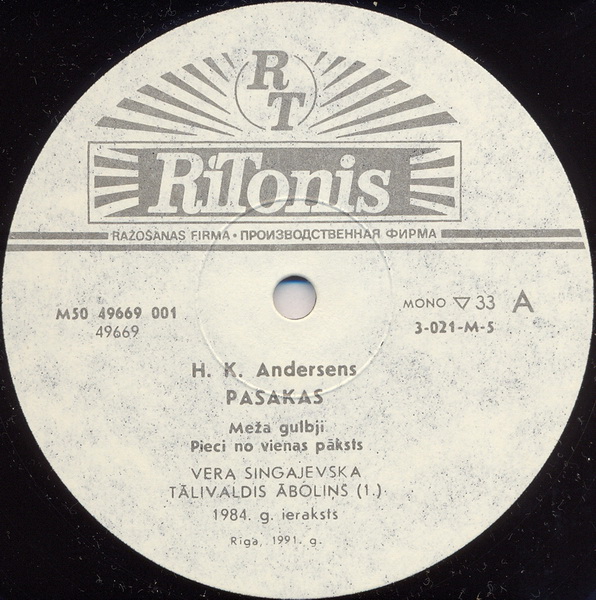 RT
RiTonis
RAŽOŠANAS FIRMA • ПРОИЗВОДСТВЕННАЯ ФИРМА
M50 49669 001
49669
MONO ▽ 33 A
3-021-M-5
H. K. Andersens
PASAKAS
Meža gulbji
Pieci no vienas pāksts
VERA SINGAJEVSKA
TĀLIVALDIS ĀBOLIŅŠ (1.)
1984. g. ieraksts
Rīga, 1991. g.